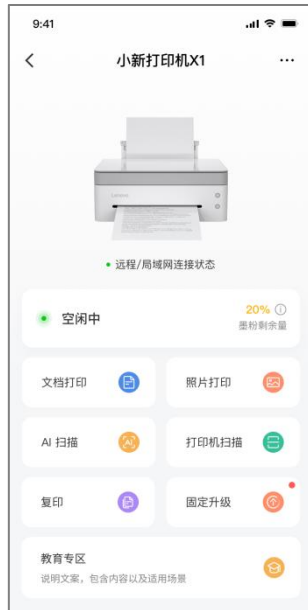 9:41
小新打印机X1
远程/局域网连接状态
空闲中
20%
墨粉剩余量
文档打印
照片打印
AI 扫描
打印机扫描
复印
固定升级
教育专区
说明文案，包含内容以及适用场景